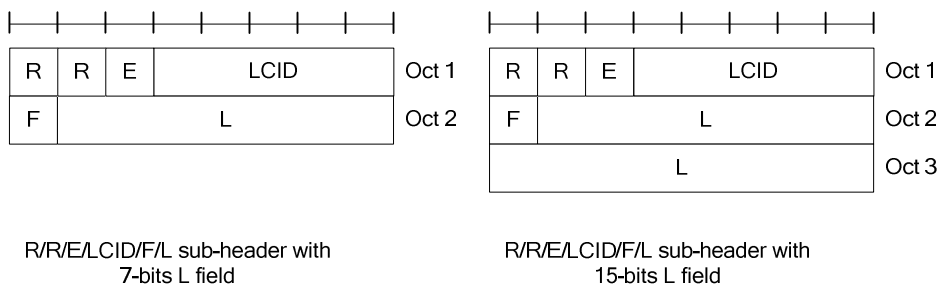 R R E LCID Oct 1
F L Oct 2
R/R/E/LCID/F/L sub-header with
7-bits L field
R R E LCID Oct 1
F L Oct 2
L Oct 3
R/R/E/LCID/F/L sub-header with
15-bits L field